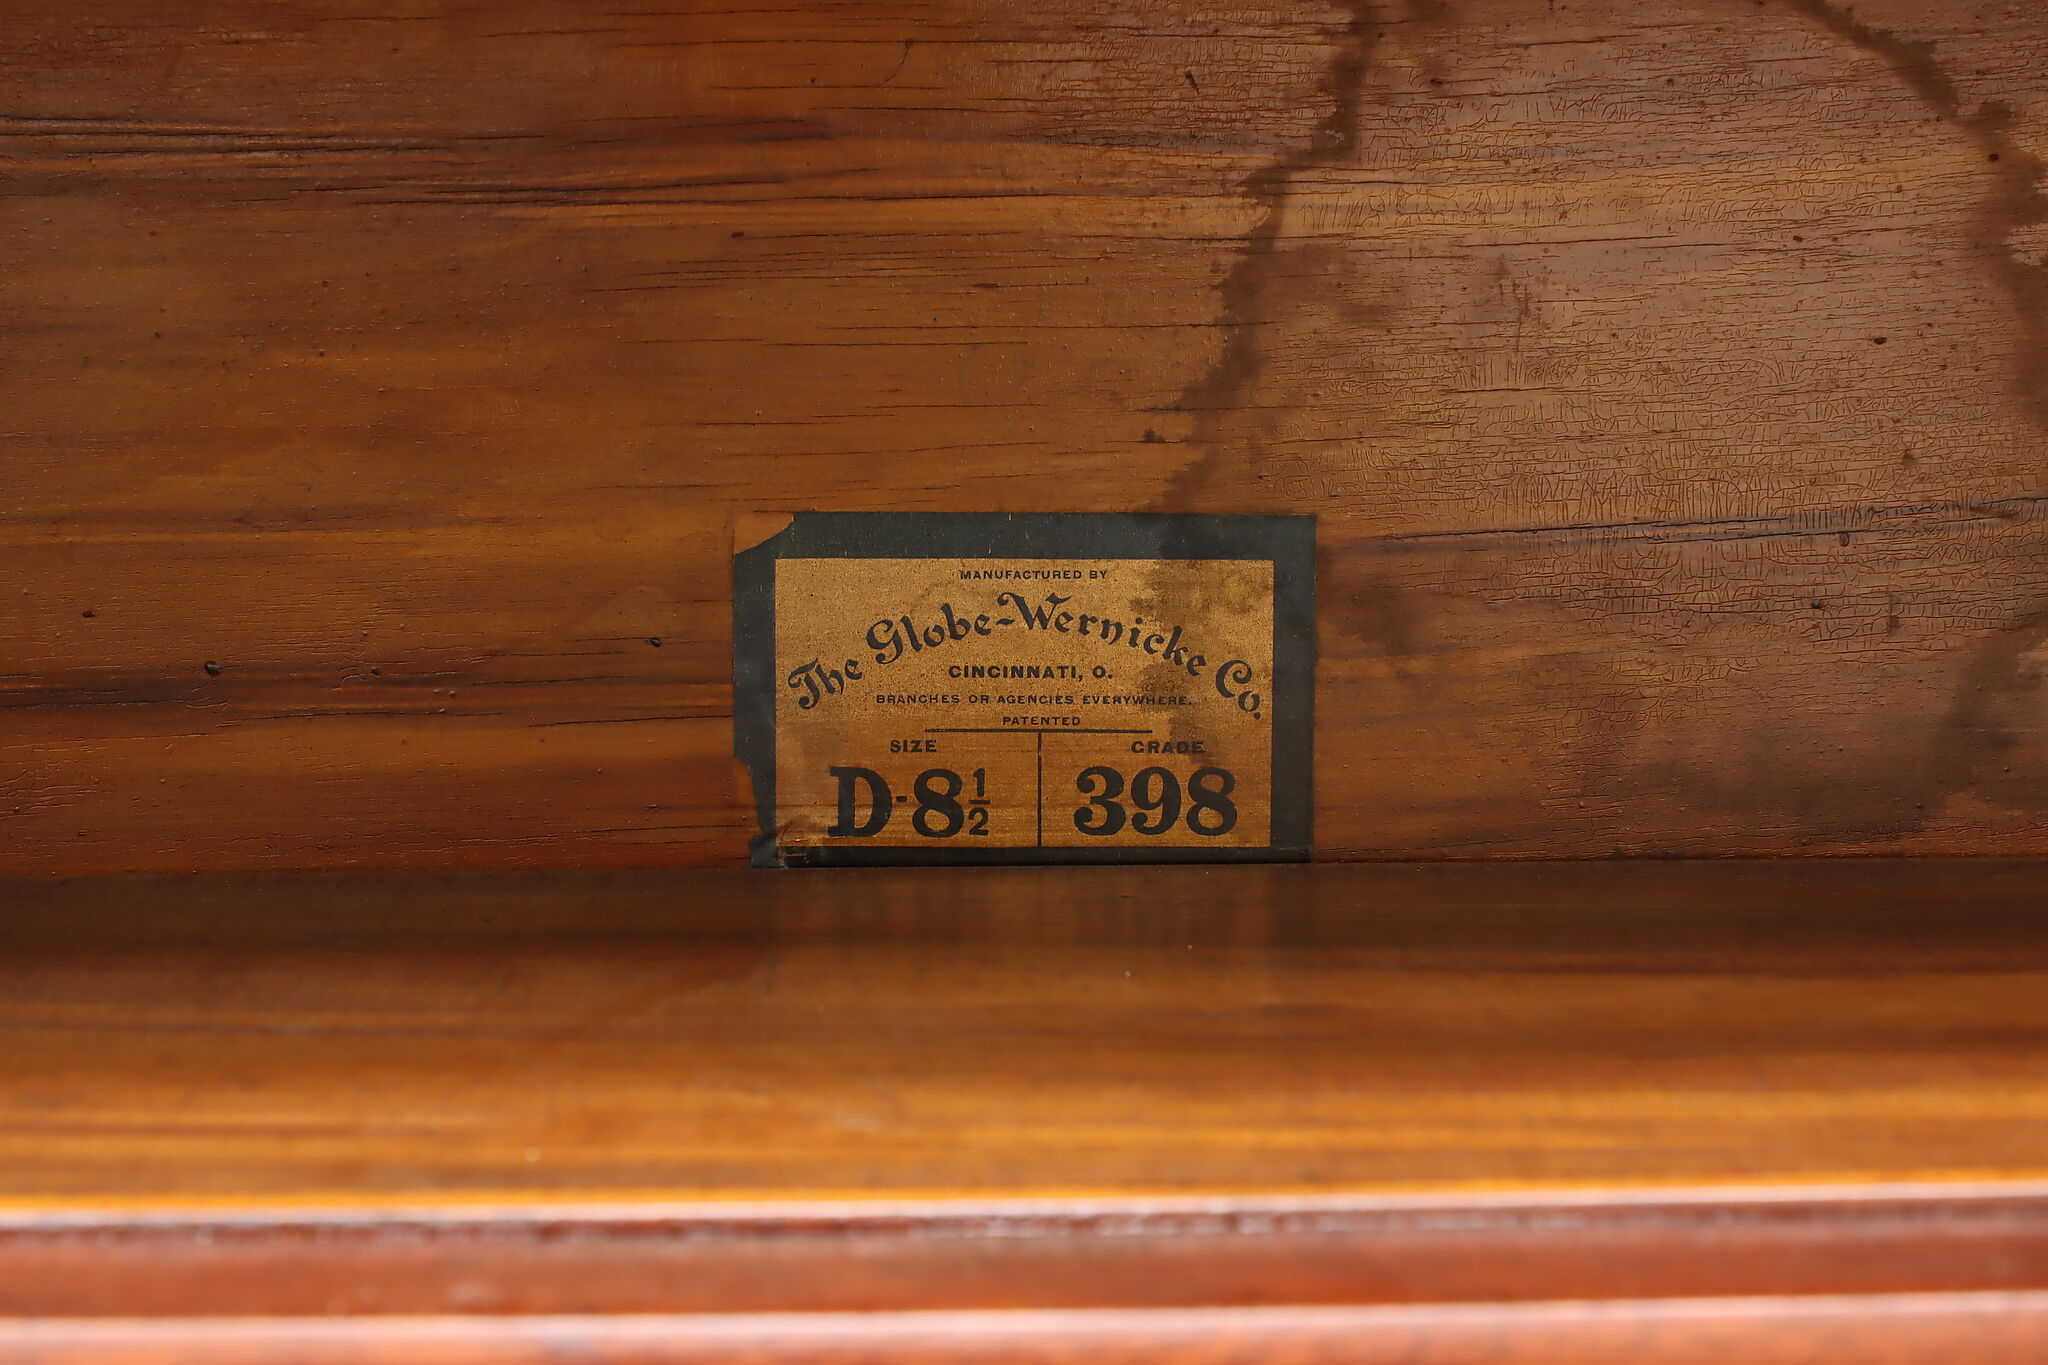 MANUFACTURED BY
The Globe-Wernicke Co.
CINCINNATI, O.
BRANCHES OR AGENCIES EVERYWHERE.
PATENTED
SIZE GRADE
D-8½ 398